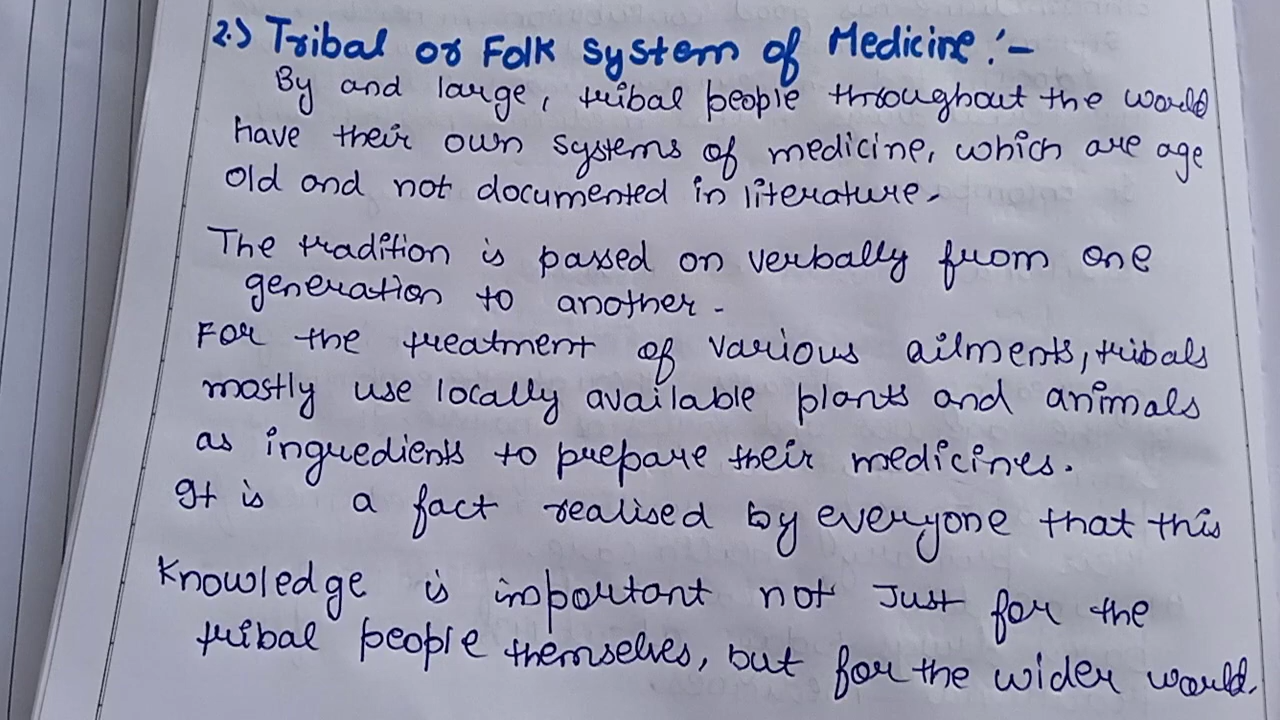 2.) Tribal or Folk System of Medicine :-
By and large, tribal people throughout the world
have their own systems of medicine, which are age
old and not documented in literature.
The tradition is passed on verbally from one
generation to another.
For the treatment of various ailments, tribals
mostly use locally available plants and animals
as ingredients to prepare their medicines.
It is a fact realised by everyone that this
Knowledge is important not Just for the
tribal people themselves, but for the wider world.